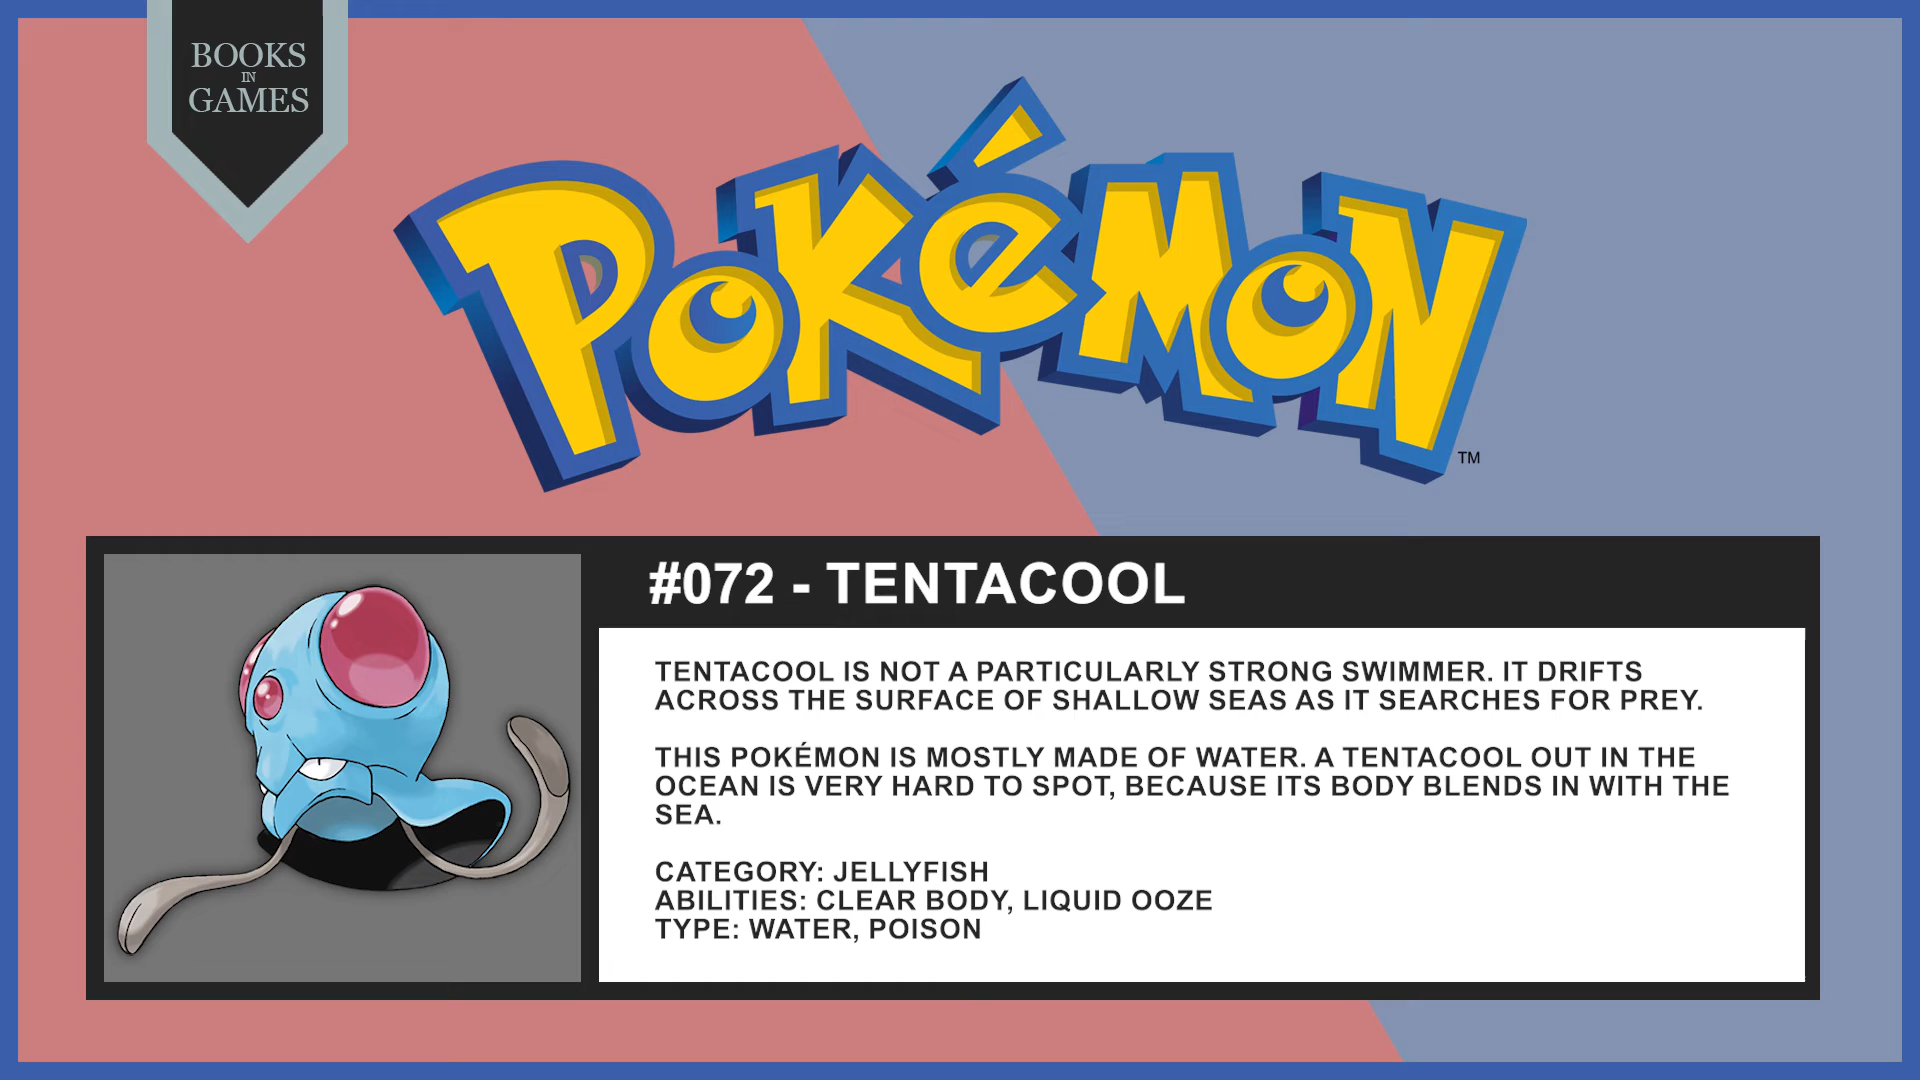 BOOKS
IN
GAMES
POKéMON
TM
#072 - TENTACOOL
TENTACOOL IS NOT A PARTICULARLY STRONG SWIMMER. IT DRIFTS
ACROSS THE SURFACE OF SHALLOW SEAS AS IT SEARCHES FOR PREY.
THIS POKÉMON IS MOSTLY MADE OF WATER. A TENTACOOL OUT IN THE
OCEAN IS VERY HARD TO SPOT, BECAUSE ITS BODY BLENDS IN WITH THE
SEA.
CATEGORY: JELLYFISH
ABILITIES: CLEAR BODY, LIQUID OOZE
TYPE: WATER, POISON